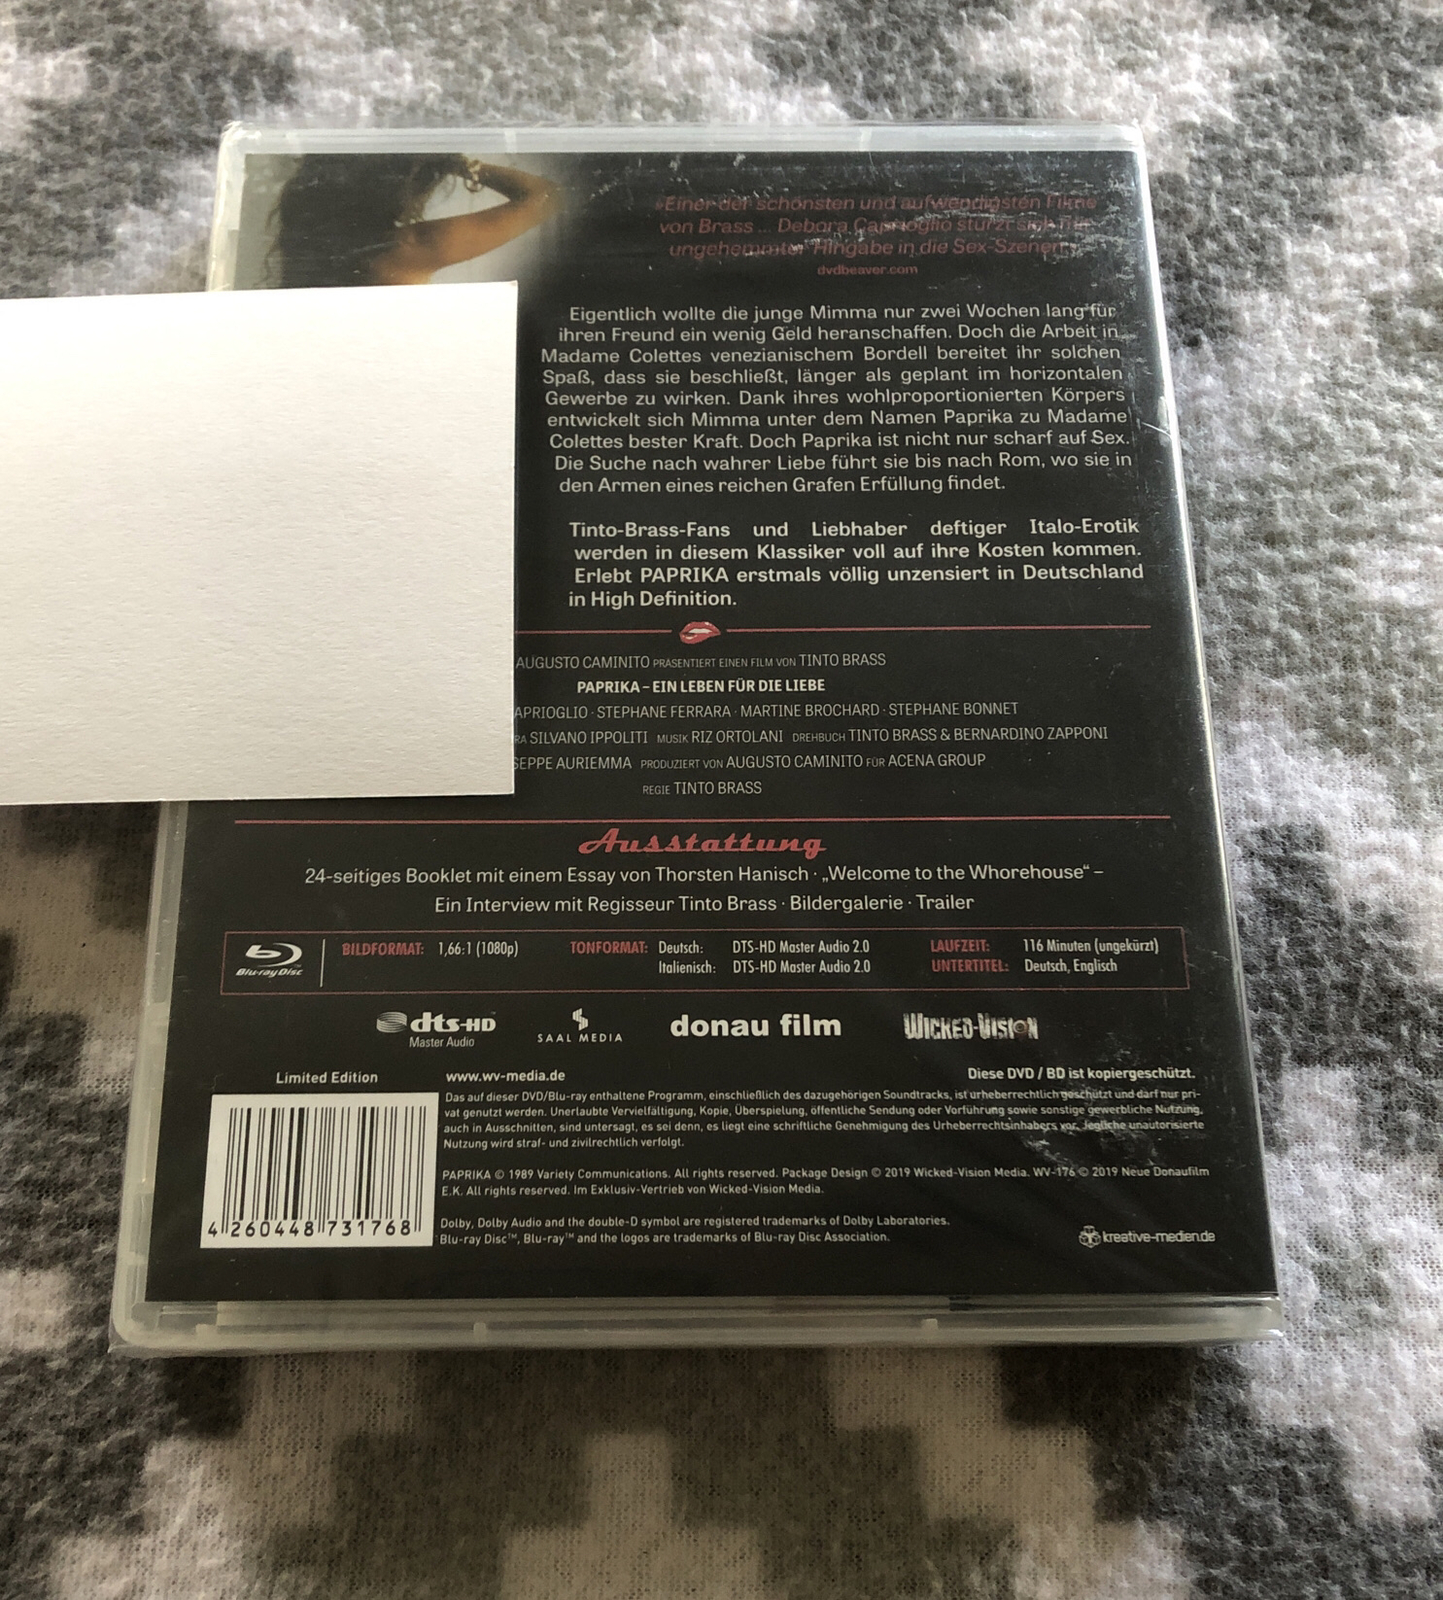 »Einer der schönsten und aufwendigsten Filme
von Brass ... Debora Caprioglio stürzt sich mit
ungehemmter Hingabe in die Sex-Szenen.«
dvdbeaver.com
Eigentlich wollte die junge Mimma nur zwei Wochen lang für
ihren Freund ein wenig Geld heranschaffen. Doch die Arbeit in
Madame Colettes venezianischem Bordell bereitet ihr solchen
Spaß, dass sie beschließt, länger als geplant im horizontalen
Gewerbe zu wirken. Dank ihres wohlproportionierten Körpers
entwickelt sich Mimma unter dem Namen Paprika zu Madame
Colettes bester Kraft. Doch Paprika ist nicht nur scharf auf Sex.
Die Suche nach wahrer Liebe führt sie bis nach Rom, wo sie in
den Armen eines reichen Grafen Erfüllung findet.
Tinto-Brass-Fans und Liebhaber deftiger Italo-Erotik
werden in diesem Klassiker voll auf ihre Kosten kommen.
Erlebt PAPRIKA erstmals völlig unzensiert in Deutschland
in High Definition.
AUGUSTO CAMINITO PRÄSENTIERT EINEN FILM VON TINTO BRASS
PAPRIKA – EIN LEBEN FÜR DIE LIEBE
APRIOGLIO · STEPHANE FERRARA · MARTINE BROCHARD · STEPHANE BONNET
RA SILVANO IPPOLITI MUSIK RIZ ORTOLANI DREHBUCH TINTO BRASS & BERNARDINO ZAPPONI
SEPPE AURIEMMA PRODUZIERT VON AUGUSTO CAMINITO FÜR ACENA GROUP
REGIE TINTO BRASS
Ausstattung
24-seitiges Booklet mit einem Essay von Thorsten Hanisch · „Welcome to the Whorehouse“ –
Ein Interview mit Regisseur Tinto Brass · Bildergalerie · Trailer
Blu-ray Disc BILDFORMAT: 1,66:1 (1080p) TONFORMAT: Deutsch: DTS-HD Master Audio 2.0 LAUFZEIT: 116 Minuten (ungekürzt)
Italienisch: DTS-HD Master Audio 2.0 UNTERTITEL: Deutsch, Englisch
dts-HD Master Audio SAAL MEDIA donau film WICKED-VISION
Limited Edition www.wv-media.de Diese DVD / BD ist kopiergeschützt.
Das auf dieser DVD/Blu-ray enthaltene Programm, einschließlich des dazugehörigen Soundtracks, ist urheberrechtlich geschützt und darf nur pri-
vat genutzt werden. Unerlaubte Vervielfältigung, Kopie, Überspielung, öffentliche Sendung oder Vorführung sowie sonstige gewerbliche Nutzung,
auch in Ausschnitten, sind untersagt, es sei denn, es liegt eine schriftliche Genehmigung des Urheberrechtsinhabers vor. Jegliche unautorisierte
Nutzung wird straf- und zivilrechtlich verfolgt.
PAPRIKA © 1989 Variety Communications. All rights reserved. Package Design © 2019 Wicked-Vision Media. WV-176 © 2019 Neue Donaufilm
E.K. All rights reserved. Im Exklusiv-Vertrieb von Wicked-Vision Media.
Dolby, Dolby Audio and the double-D symbol are registered trademarks of Dolby Laboratories.
Blu-ray Disc™, Blu-ray™ and the logos are trademarks of Blu-ray Disc Association.
kreative-medien.de
4 260448 731768